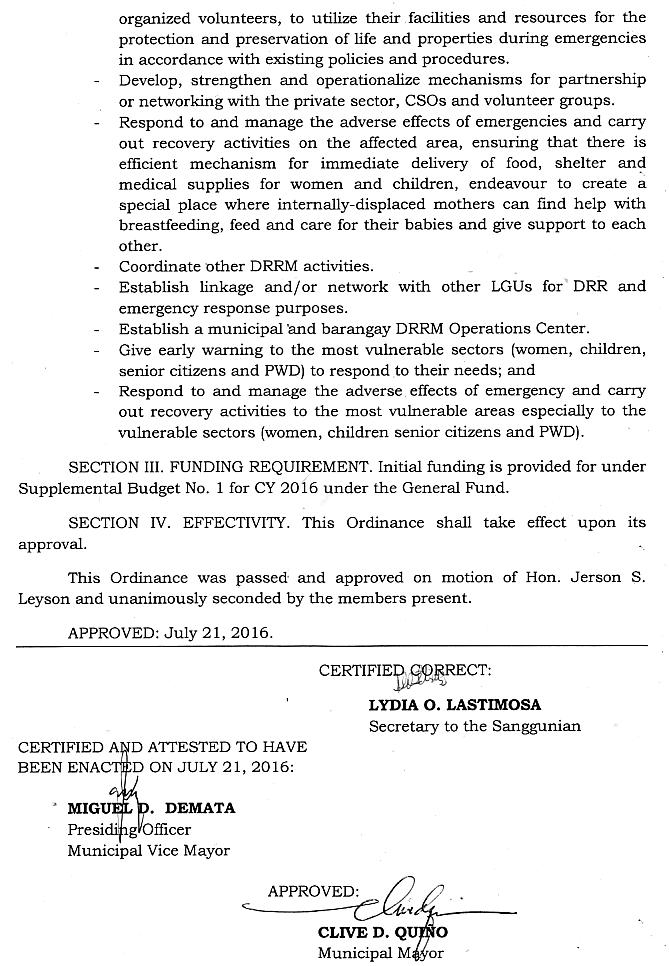 organized volunteers, to utilize their facilities and resources for the
protection and preservation of life and properties during emergencies
in accordance with existing policies and procedures.
- Develop, strengthen and operationalize mechanisms for partnership
or networking with the private sector, CSOs and volunteer groups.
- Respond to and manage the adverse effects of emergencies and carry
out recovery activities on the affected area, ensuring that there is
efficient mechanism for immediate delivery of food, shelter and
medical supplies for women and children, endeavour to create a
special place where internally-displaced mothers can find help with
breastfeeding, feed and care for their babies and give support to each
other.
- Coordinate other DRRM activities.
- Establish linkage and/or network with other LGUs for DRR and
emergency response purposes.
- Establish a municipal and barangay DRRM Operations Center.
- Give early warning to the most vulnerable sectors (women, children,
senior citizens and PWD) to respond to their needs; and
- Respond to and manage the adverse effects of emergency and carry
out recovery activities to the most vulnerable areas especially to the
vulnerable sectors (women, children senior citizens and PWD).
SECTION III. FUNDING REQUIREMENT. Initial funding is provided for under
Supplemental Budget No. 1 for CY 2016 under the General Fund.
SECTION IV. EFFECTIVITY. This Ordinance shall take effect upon its
approval.
This Ordinance was passed and approved on motion of Hon. Jerson S.
Leyson and unanimously seconded by the members present.
APPROVED: July 21, 2016.
CERTIFIED CORRECT:
LYDIA O. LASTIMOSA
Secretary to the Sanggunian
CERTIFIED AND ATTESTED TO HAVE
BEEN ENACTED ON JULY 21, 2016:
MIGUEL D. DEMATA
Presiding Officer
Municipal Vice Mayor
APPROVED:
CLIVE D. QUIÑO
Municipal Mayor